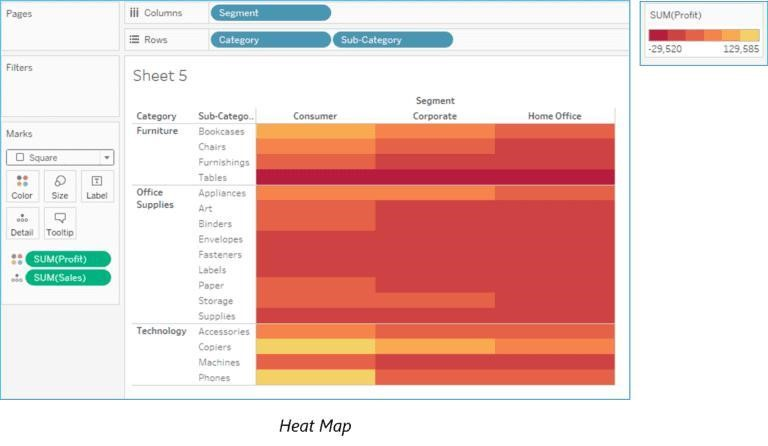 Pages
Columns Segment
SUM(Profit)
-29,520 129,585
Rows Category Sub-Category
Filters
Sheet 5
Segment
Category Sub-Catego.. Consumer Corporate Home Office
Furniture Bookcases
Chairs
Furnishings
Tables
Marks
Square
Color Size Label
Detail Tooltip
SUM(Profit)
SUM(Sales)
Office Supplies Appliances
Art
Binders
Envelopes
Fasteners
Labels
Paper
Storage
Supplies
Technology Accessories
Copiers
Machines
Phones
Heat Map